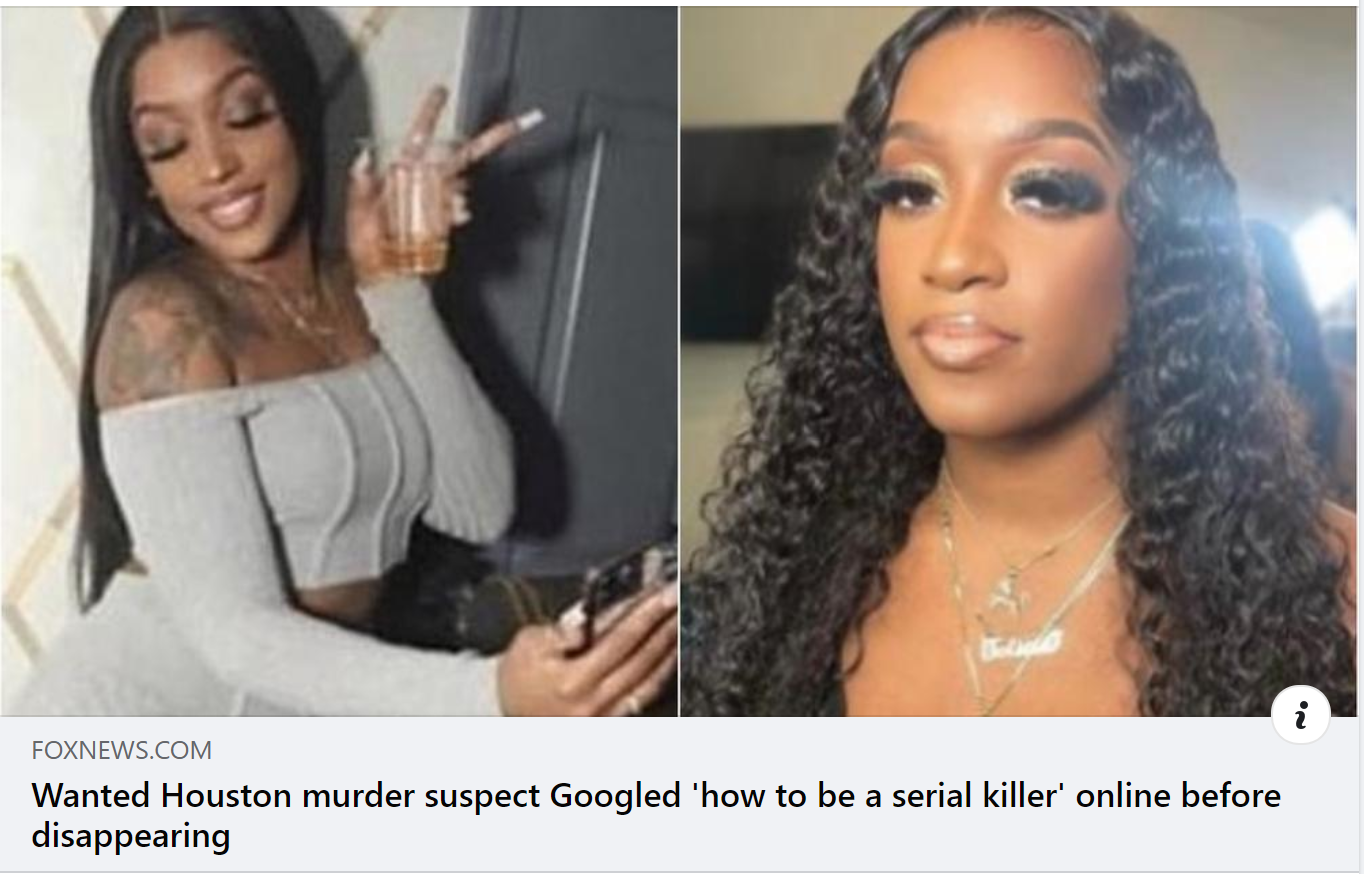 FOXNEWS.COM
Wanted Houston murder suspect Googled 'how to be a serial killer' online before
disappearing